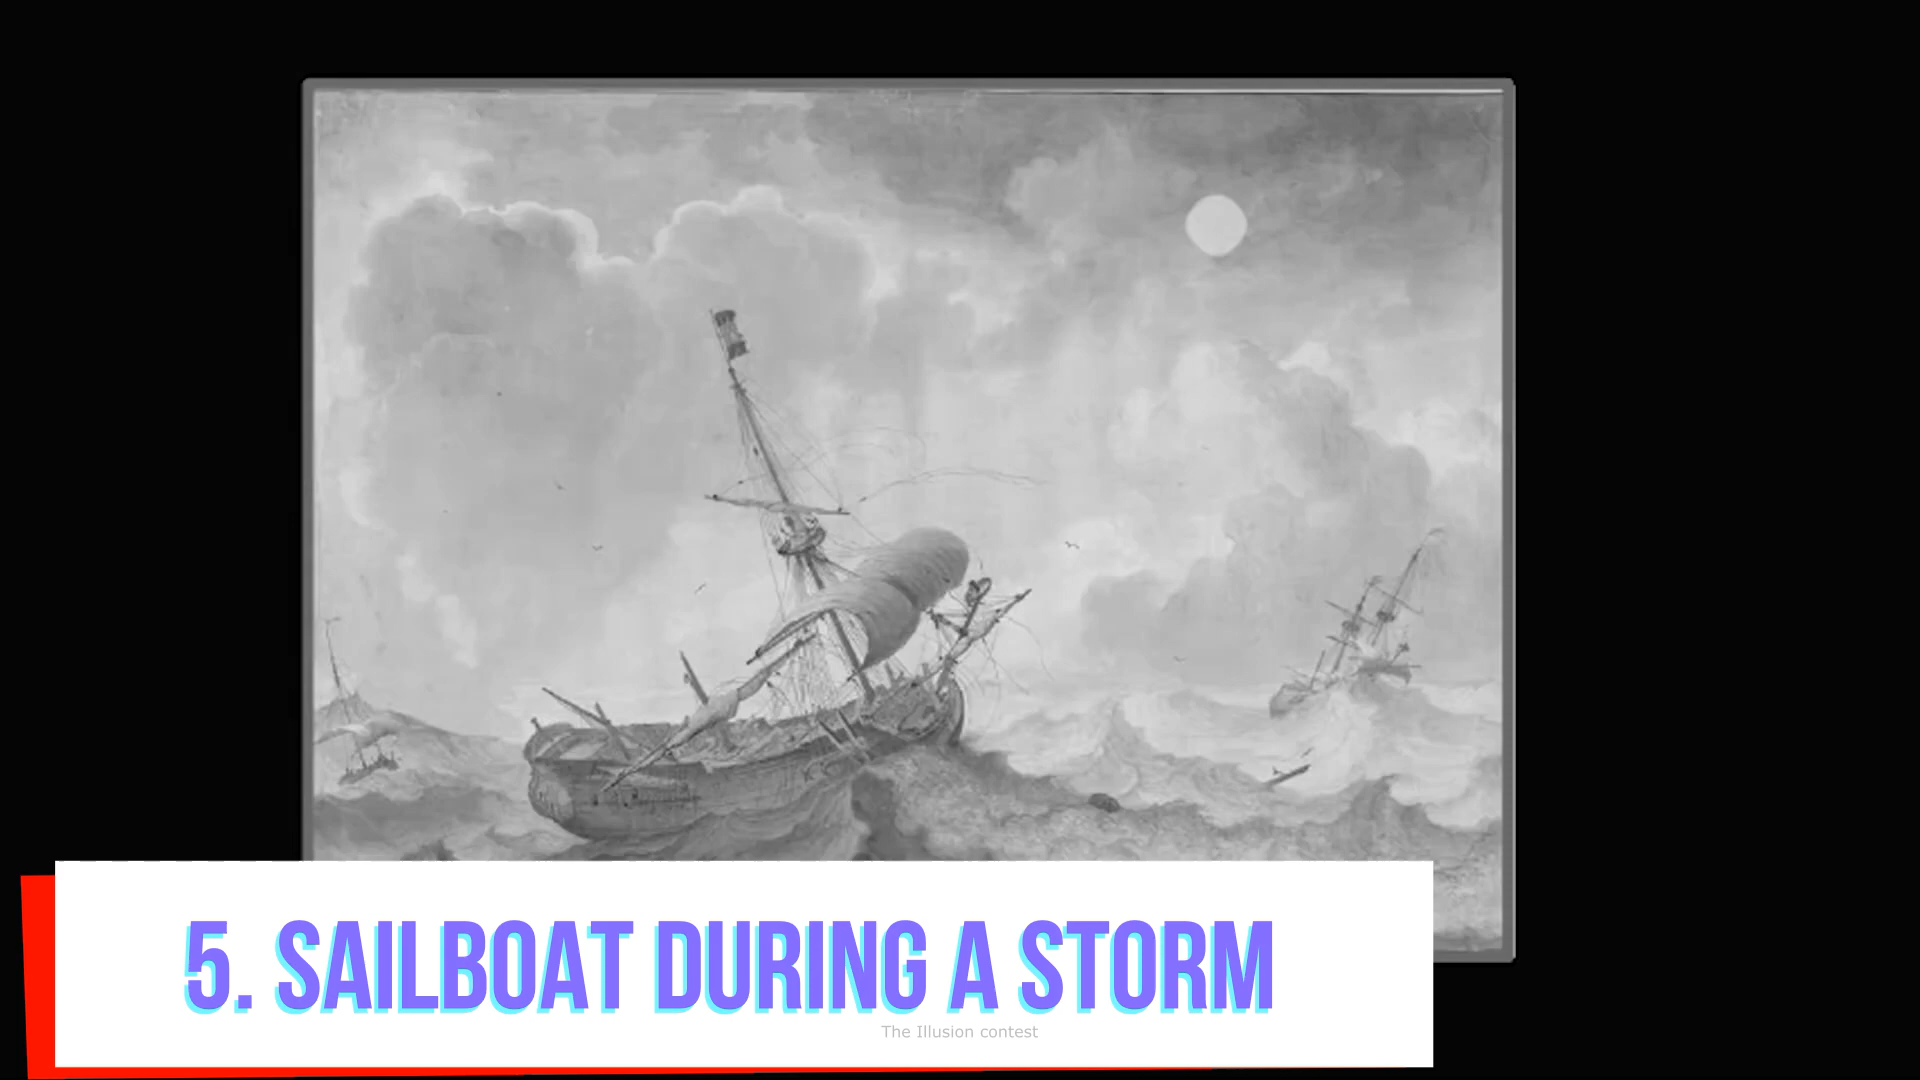 5. SAILBOAT DURING A STORM
The Illusion contest